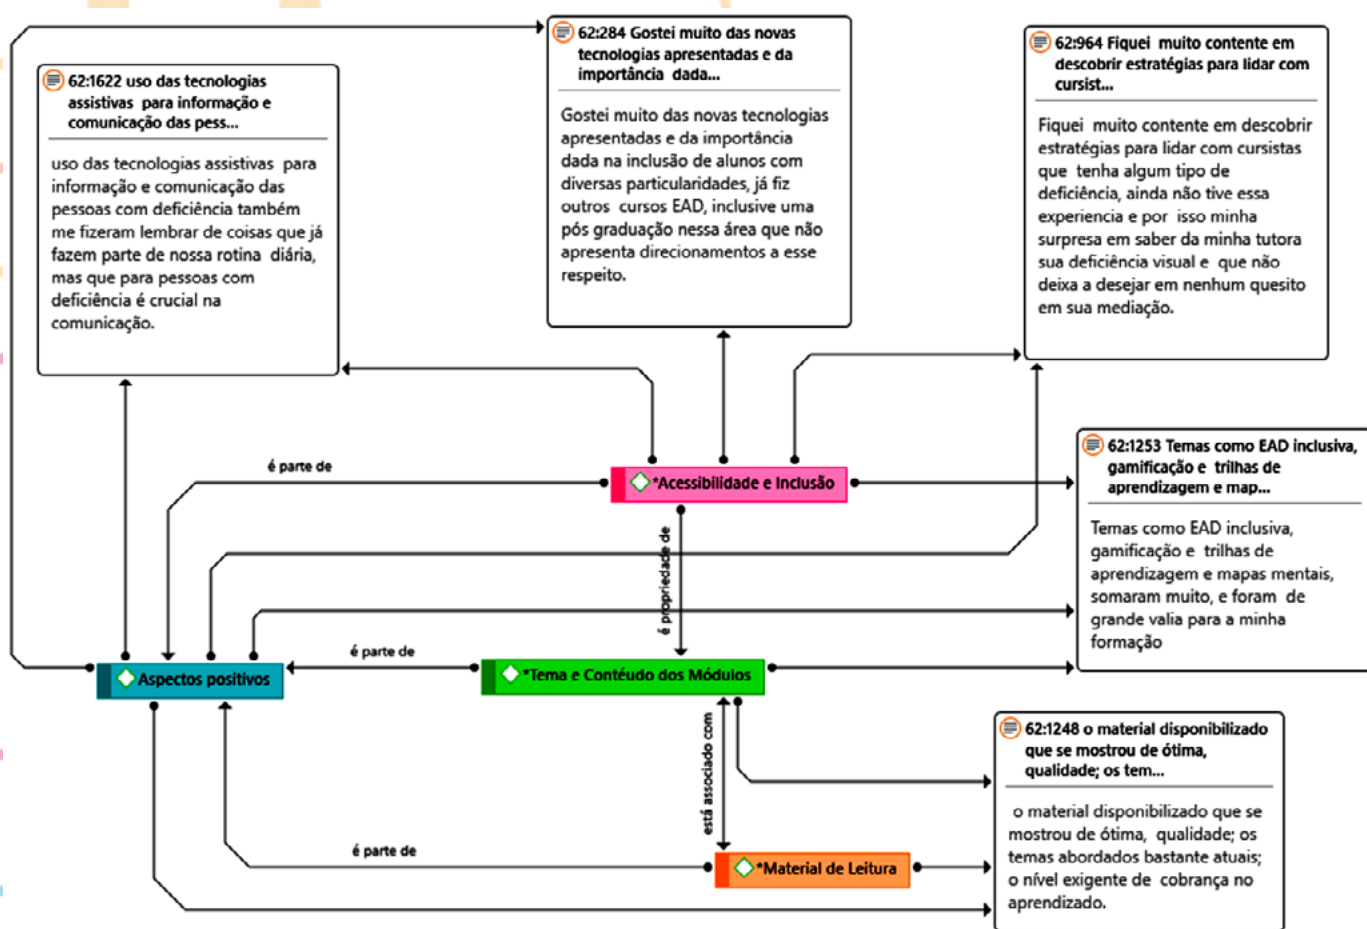 62:1622 uso das tecnologias
assistivas para informação e
comunicação das pess...
uso das tecnologias assistivas para
informação e comunicação das
pessoas com deficiência também
me fizeram lembrar de coisas que já
fazem parte de nossa rotina diária,
mas que para pessoas com
deficiência é crucial na
comunicação.
62:284 Gostei muito das novas
tecnologias apresentadas e da
importância dada...
Gostei muito das novas tecnologias
apresentadas e da importância
dada na inclusão de alunos com
diversas particularidades, já fiz
outros cursos EAD, inclusive uma
pós graduação nessa área que não
apresenta direcionamentos a esse
respeito.
62:964 Fiquei muito contente em
descobrir estratégias para lidar com
cursist...
Fiquei muito contente em descobrir
estratégias para lidar com cursistas
que tenha algum tipo de
deficiência, ainda não tive essa
experiencia e por isso minha
surpresa em saber da minha tutora
sua deficiência visual e que não
deixa a desejar em nenhum quesito
em sua mediação.
é parte de
*Acessibilidade e Inclusão
62:1253 Temas como EAD inclusiva,
gamificação e trilhas de
aprendizagem e map...
Temas como EAD inclusiva,
gamificação e trilhas de
aprendizagem e mapas mentais,
somaram muito, e foram de
grande valia para a minha
formação
é propriedade de
é parte de
Aspectos positivos
*Tema e Contéudo dos Módulos
está associado com
62:1248 o material disponibilizado
que se mostrou de ótima,
qualidade; os tem...
o material disponibilizado que se
mostrou de ótima, qualidade; os
temas abordados bastante atuais;
o nível exigente de cobrança no
aprendizado.
é parte de
*Material de Leitura